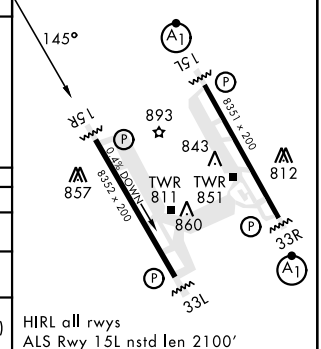 145°
A1
15L
P
893
15R
P
8351 x 200
0.4% DOWN
8352 x 200
843
857
TWR
811
TWR
851
812
860
P
33R
P
A1
33L
)
HIRL all rwys
ALS Rwy 15L nstd len 2100'